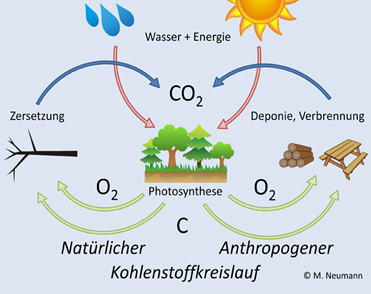 Wasser + Energie
CO2
Zersetzung
Deponie, Verbrennung
O2
Photosynthese
O2
C
Natürlicher
Anthropogener
Kohlenstoffkreislauf
© M. Neumann